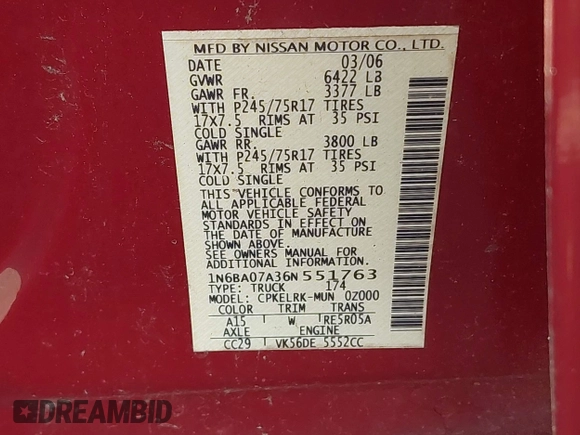 MFD BY NISSAN MOTOR CO., LTD.
DATE 03/06
GVWR 6422 LB
GAWR FR. 3377 LB
WITH P245/75R17 TIRES
17X7.5 RIMS AT 35 PSI
COLD SINGLE
GAWR RR. 3800 LB
WITH P245/75R17 TIRES
17X7.5 RIMS AT 35 PSI
COLD SINGLE
THIS VEHICLE CONFORMS TO
ALL APPLICABLE FEDERAL
MOTOR VEHICLE SAFETY
STANDARDS IN EFFECT ON
THE DATE OF MANUFACTURE
SHOWN ABOVE.
SEE OWNERS MANUAL FOR
ADDITIONAL INFORMATION.
1N6BA07A36N551763
TYPE: TRUCK 174
MODEL: CPKELRK-MUN 0Z000
COLOR TRIM TRANS
A15 W RE5R05A
AXLE ENGINE
CC29 VK56DE 5552CC
DREAMBID